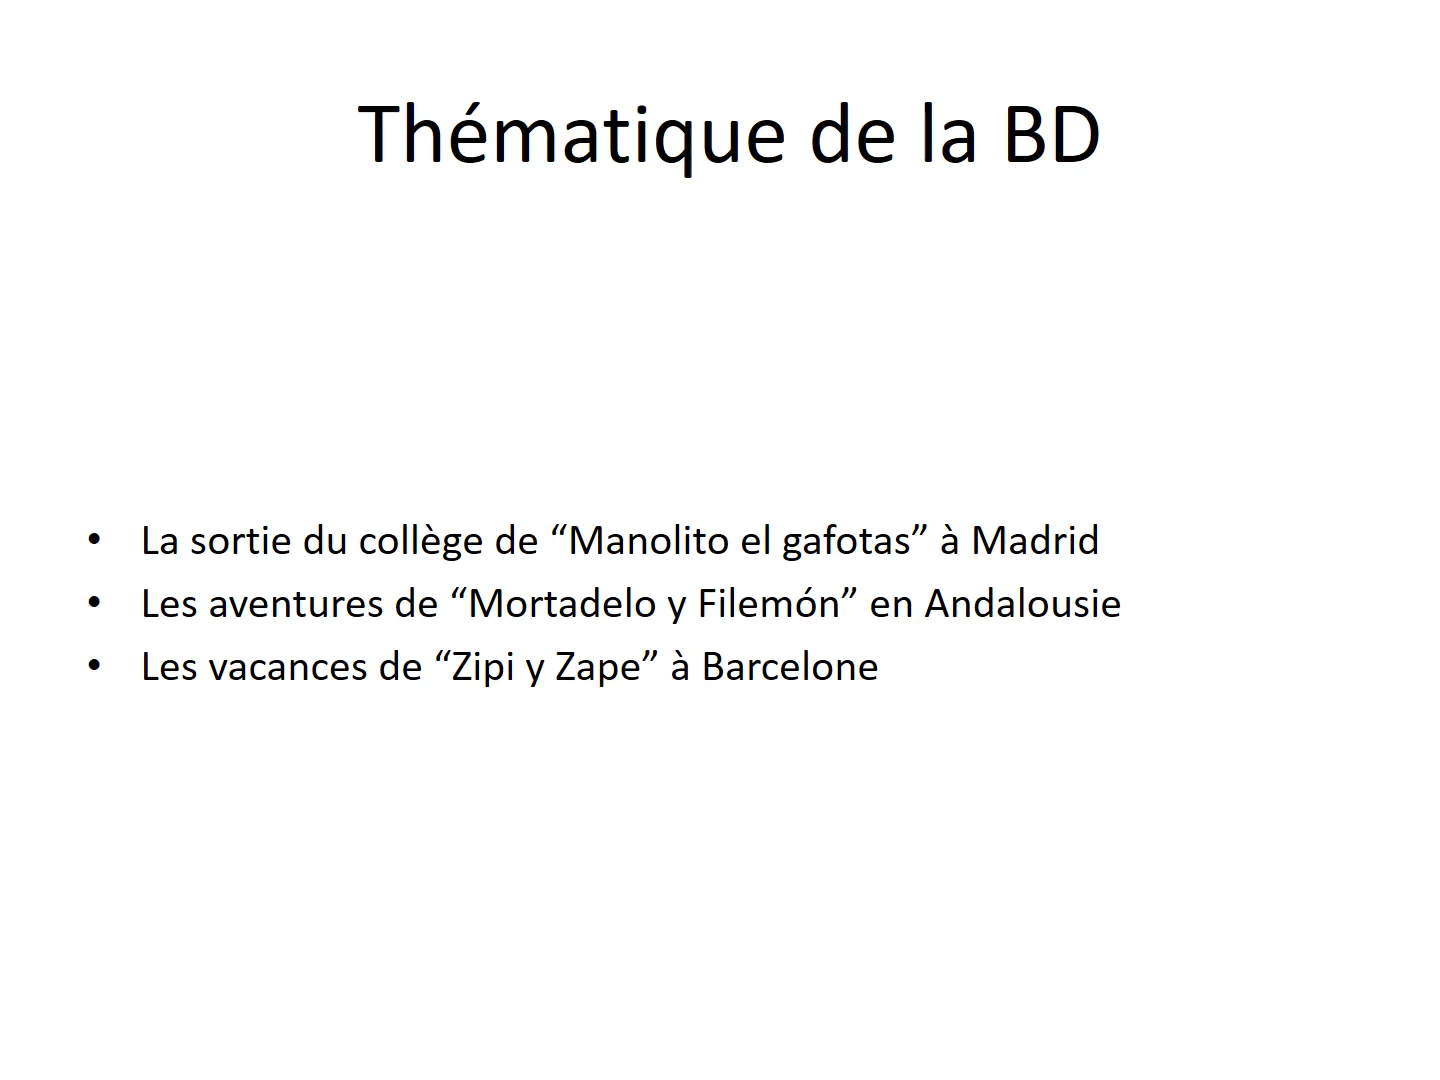 Thématique de la BD
• La sortie du collège de “Manolito el gafotas” à Madrid
• Les aventures de “Mortadelo y Filemón” en Andalousie
• Les vacances de “Zipi y Zape” à Barcelone